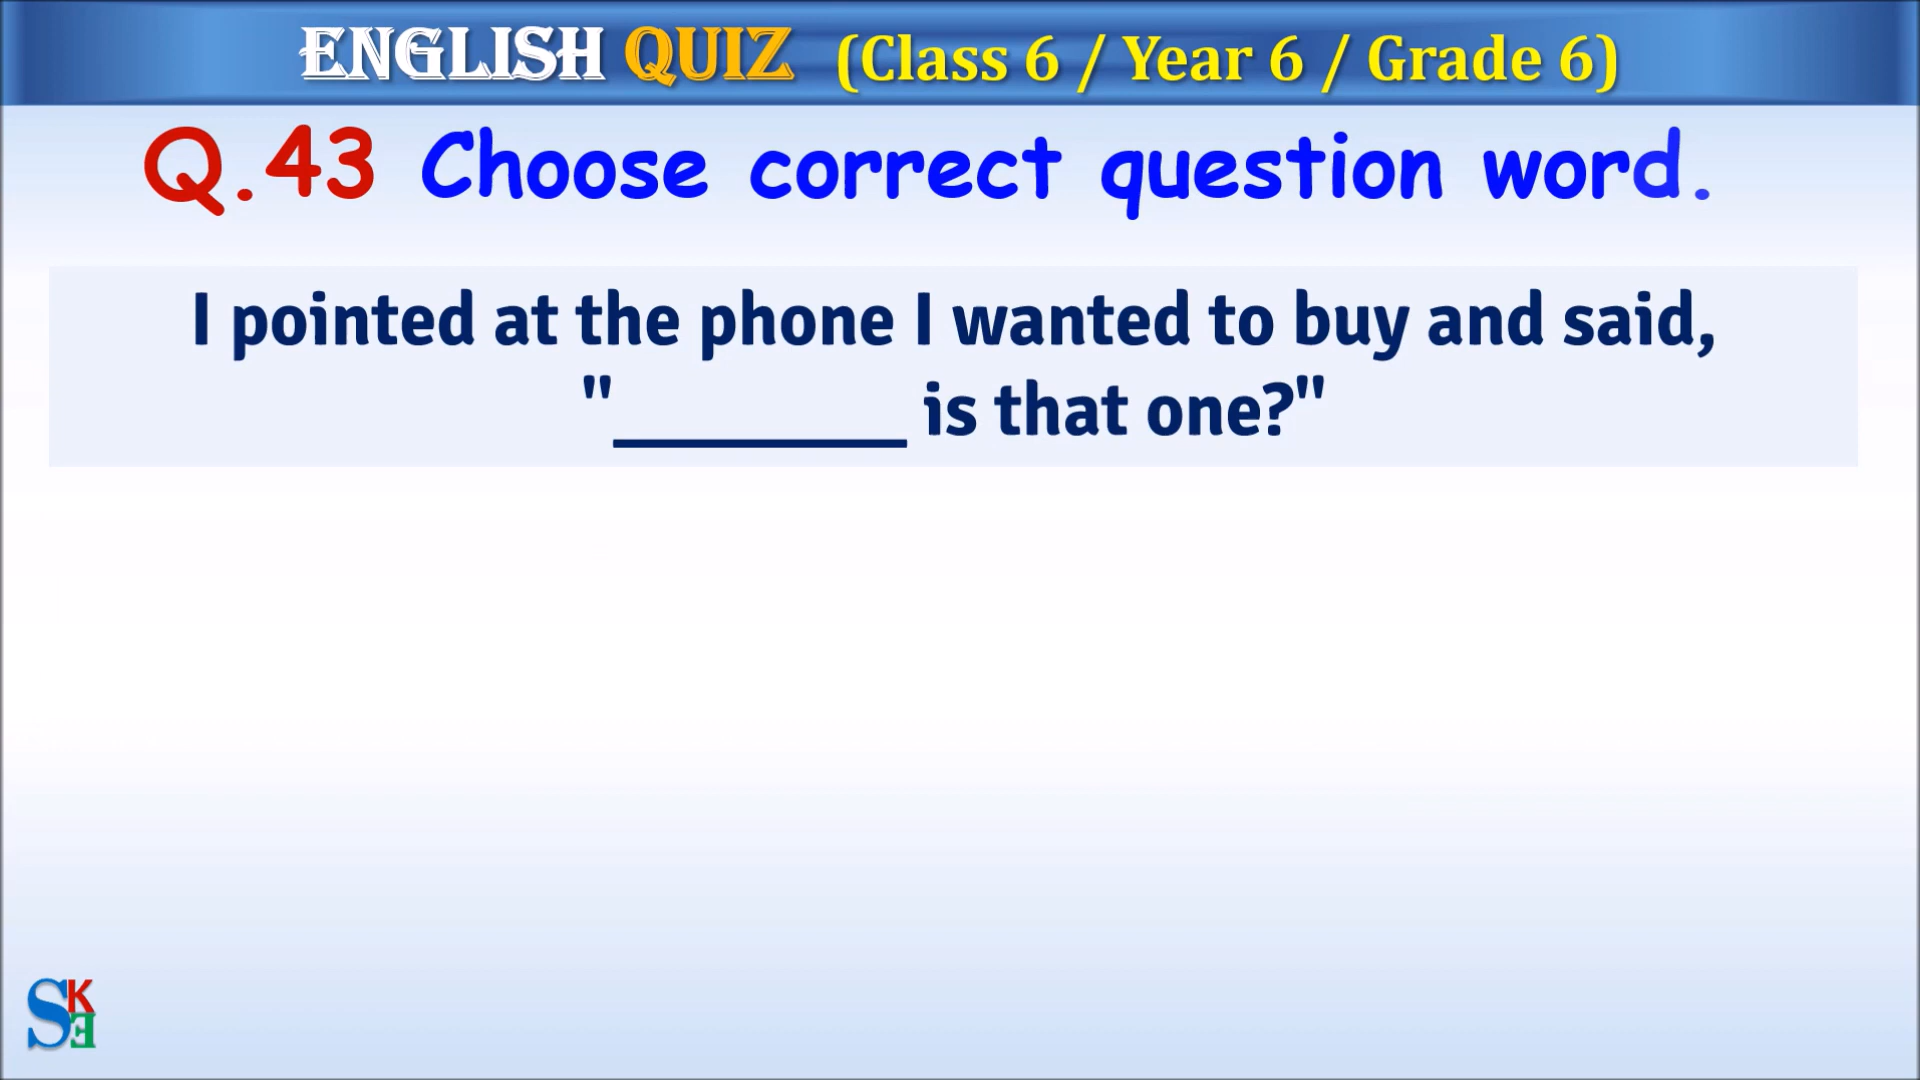 ENGLISH QUIZ (Class 6 / Year 6 / Grade 6)
Q.43 Choose correct question word.
I pointed at the phone I wanted to buy and said,
"________ is that one?"
SKE